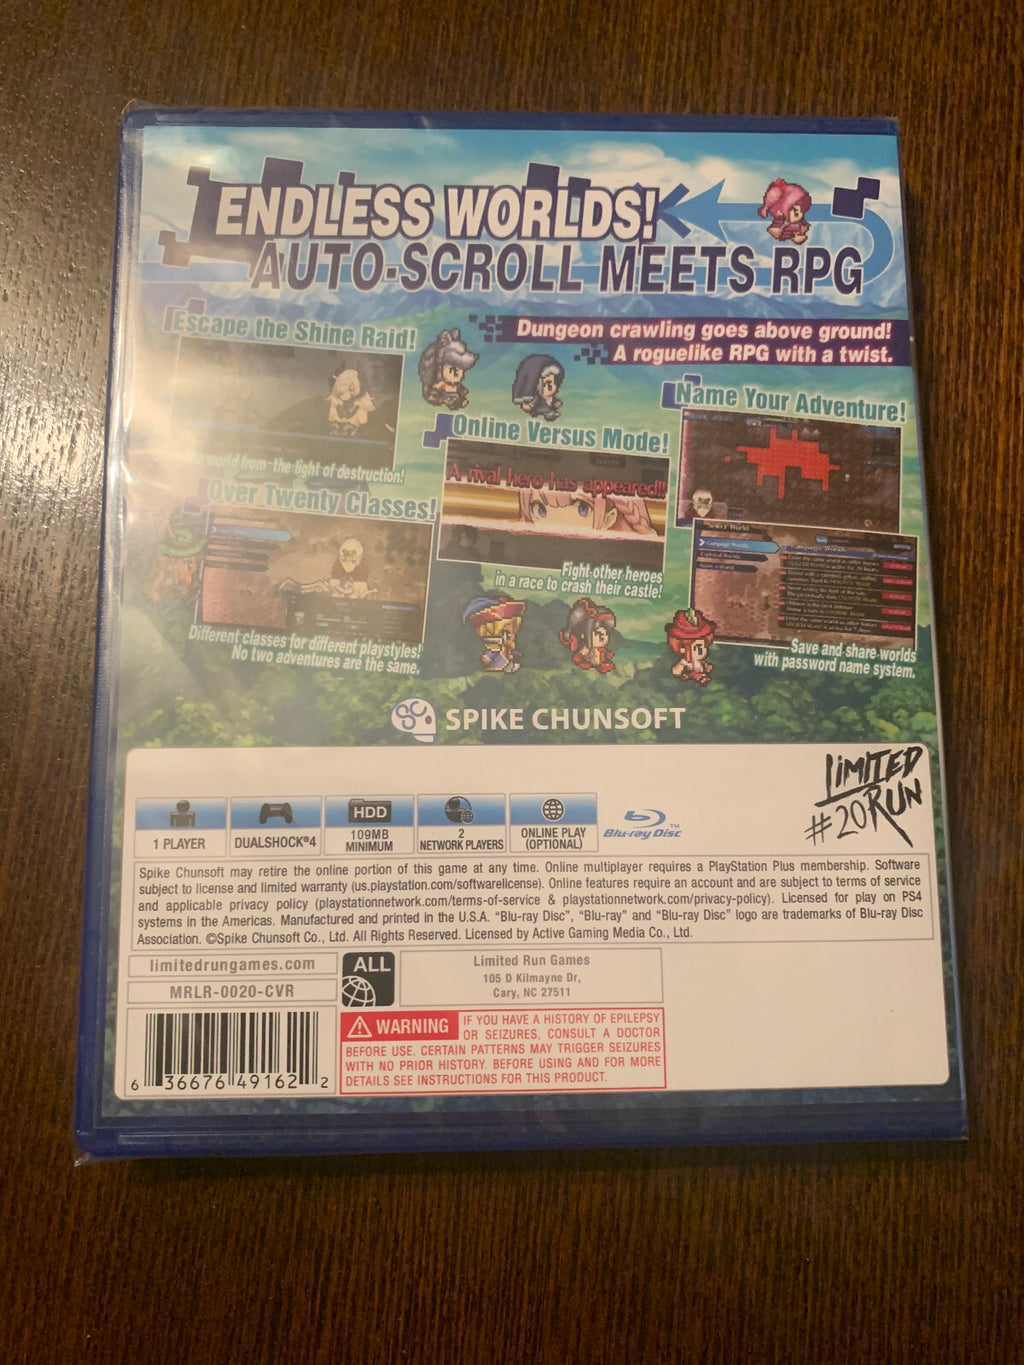 ENDLESS WORLDS!
AUTO-SCROLL MEETS RPG
Dungeon crawling goes above ground!
A roguelike RPG with a twist.
Escape the Shine Raid!
world from the light of destruction!
Name Your Adventure!
Online Versus Mode!
A rival hero has appeared!!!
Fight other heroes
in a race to crash their castle!
Over Twenty Classes!
Different classes for different playstyles!
No two adventures are the same.
Select World
Campaign Worlds
Save and share worlds
with password name system.
SPIKE CHUNSOFT
LIMITED
RUN
#20
1 PLAYER
DUALSHOCK®4
HDD
109MB
MINIMUM
2
NETWORK PLAYERS
ONLINE PLAY
(OPTIONAL)
Blu-ray Disc™
Spike Chunsoft may retire the online portion of this game at any time. Online multiplayer requires a PlayStation Plus membership. Software
subject to license and limited warranty (us.playstation.com/softwarelicense). Online features require an account and are subject to terms of service
and applicable privacy policy (playstationnetwork.com/terms-of-service & playstationnetwork.com/privacy-policy). Licensed for play on PS4
systems in the Americas. Manufactured and printed in the U.S.A. “Blu-ray Disc”, “Blu-ray” and “Blu-ray Disc” logo are trademarks of Blu-ray Disc
Association. ©Spike Chunsoft Co., Ltd. All Rights Reserved. Licensed by Active Gaming Media Co., Ltd.
limitedrungames.com
MRLR-0020-CVR
ALL
Limited Run Games
105 D Kilmayne Dr,
Cary, NC 27511
WARNING IF YOU HAVE A HISTORY OF EPILEPSY
OR SEIZURES, CONSULT A DOCTOR
BEFORE USE. CERTAIN PATTERNS MAY TRIGGER SEIZURES
WITH NO PRIOR HISTORY. BEFORE USING AND FOR MORE
DETAILS SEE INSTRUCTIONS FOR THIS PRODUCT.
6 36676 49162 2